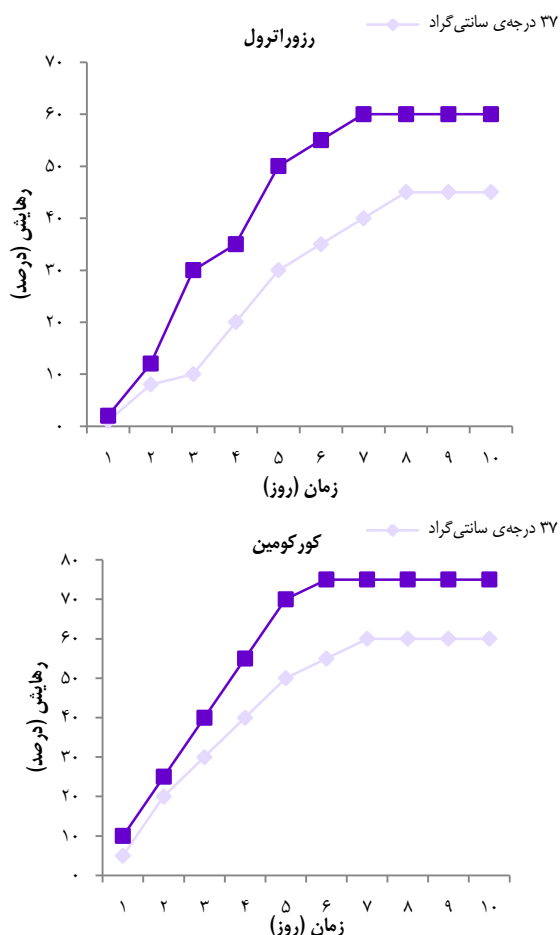 ۳۷ درجه‌ی سانتی‌گراد
رزوراترول
۷۰
۶۰
۵۰
۴۰
۳۰
۲۰
۱۰
۰
رهایش (درصد)
۱ ۲ ۳ ۴ ۵ ۶ ۷ ۸ ۹ ۱۰
زمان (روز)
۳۷ درجه‌ی سانتی‌گراد
کورکومین
۸۰
۷۰
۶۰
۵۰
۴۰
۳۰
۲۰
۱۰
۰
رهایش (درصد)
۱ ۲ ۳ ۴ ۵ ۶ ۷ ۸ ۹ ۱۰
زمان (روز)